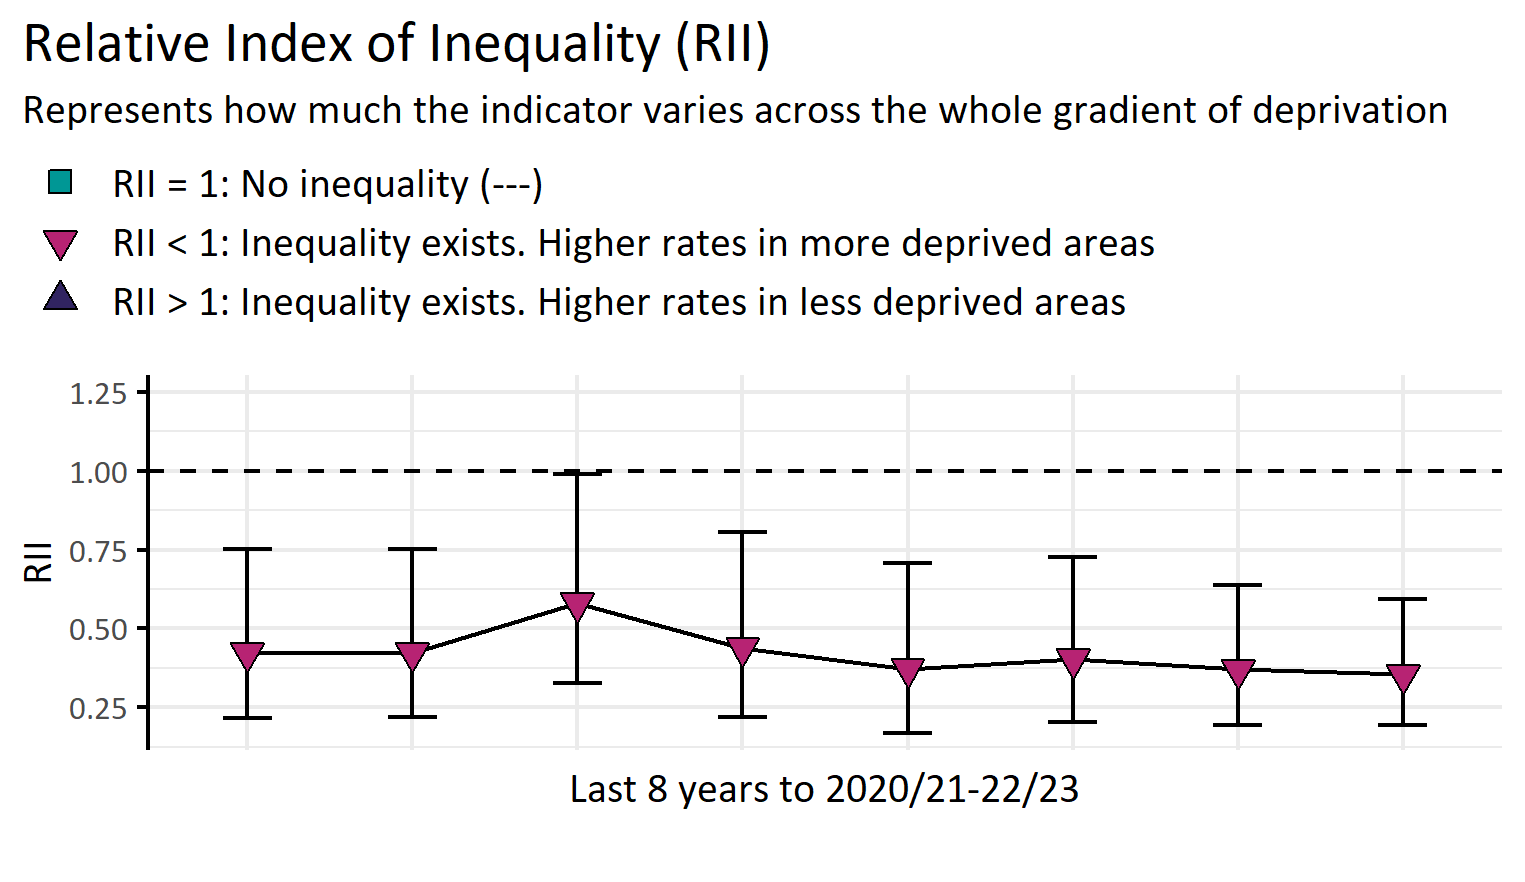 Relative Index of Inequality (RII)
Represents how much the indicator varies across the whole gradient of deprivation
RII = 1: No inequality (---)
RII < 1: Inequality exists. Higher rates in more deprived areas
RII > 1: Inequality exists. Higher rates in less deprived areas
1.25
1.00
0.75
0.50
0.25
RII
Last 8 years to 2020/21-22/23